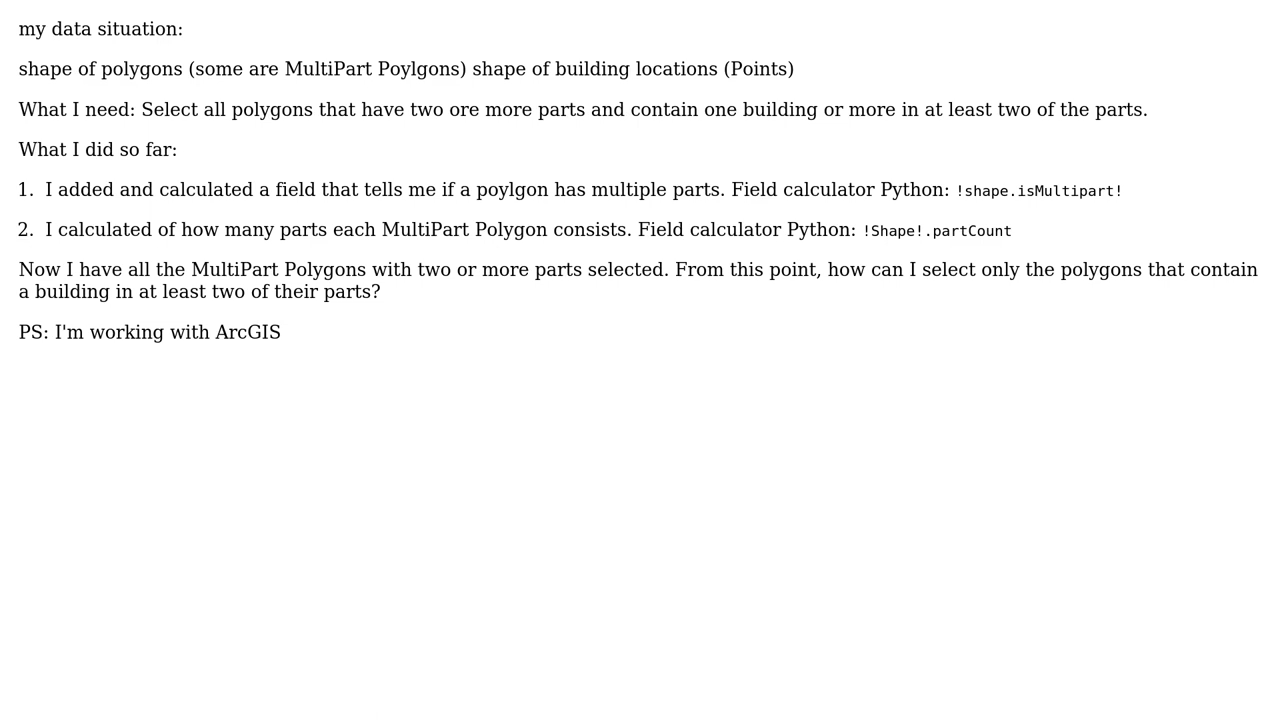 my data situation:
shape of polygons (some are MultiPart Poylgons) shape of building locations (Points)
What I need: Select all polygons that have two ore more parts and contain one building or more in at least two of the parts.
What I did so far:
1. I added and calculated a field that tells me if a poylgon has multiple parts. Field calculator Python: !shape.isMultipart!
2. I calculated of how many parts each MultiPart Polygon consists. Field calculator Python: !Shape!.partCount
Now I have all the MultiPart Polygons with two or more parts selected. From this point, how can I select only the polygons that contain
a building in at least two of their parts?
PS: I'm working with ArcGIS